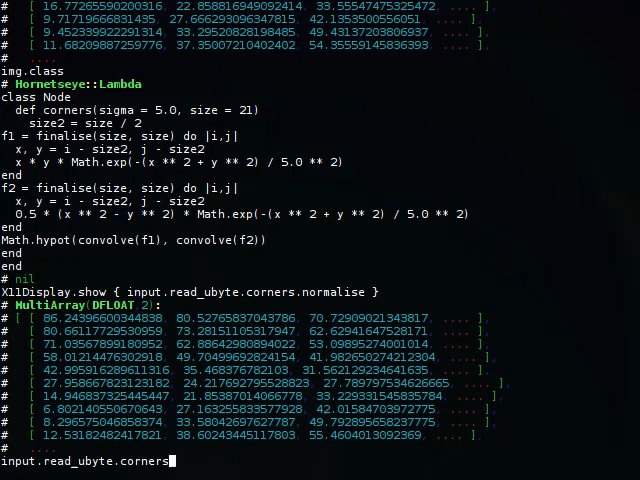 #   [ 16.77265590200316, 22.858816949092414, 33.55547475325472, .... ],
#   [ 9.71719666831435, 27.666293096347815, 42.1353500556051, .... ],
#   [ 9.452339922291314, 33.29520828198485, 49.43137203806937, .... ],
#   [ 11.68209887259776, 37.35007210402402, 54.35559145836393, .... ],
#   ....
img.class
# Hornetseye::Lambda
class Node
  def corners(sigma = 5.0, size = 21)
    size2 = size / 2
f1 = finalise(size, size) do |i,j|
  x, y = i - size2, j - size2
  x * y * Math.exp(-(x ** 2 + y ** 2) / 5.0 ** 2)
end
f2 = finalise(size, size) do |i,j|
  x, y = i - size2, j - size2
  0.5 * (x ** 2 - y ** 2) * Math.exp(-(x ** 2 + y ** 2) / 5.0 ** 2)
end
Math.hypot(convolve(f1), convolve(f2))
end
end
# nil
X11Display.show { input.read_ubyte.corners.normalise }
# MultiArray(DFLOAT,2):
# [ [ 86.24396600344838, 80.52765837043786, 70.72909021343817, .... ],
#   [ 80.66117729530959, 73.28151105317947, 62.62941647528171, .... ],
#   [ 71.03567899180952, 62.88642980894022, 53.09895274001014, .... ],
#   [ 58.01214476302918, 49.70499692824154, 41.982650274212304, .... ],
#   [ 42.995916289611316, 35.468376782103, 31.562129234641635, .... ],
#   [ 27.958667823123182, 24.217692795528823, 27.789797534626665, .... ],
#   [ 14.946837325445447, 21.85387014066778, 33.229331545835784, .... ],
#   [ 6.802140550670643, 27.163255833577928, 42.01584703972775, .... ],
#   [ 8.296575046858374, 33.58042697627787, 49.792895658237775, .... ],
#   [ 12.53182482417821, 38.60243445117803, 55.4604013092369, .... ],
#   ....
input.read_ubyte.corners